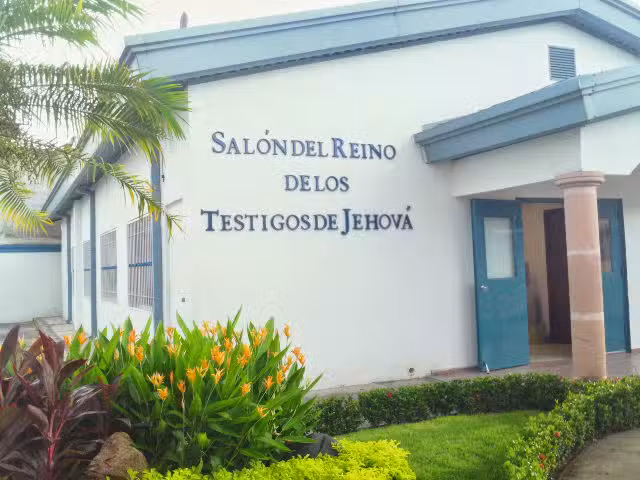 SALÓN DEL REINO
DE LOS
TESTIGOS DE JEHOVÁ